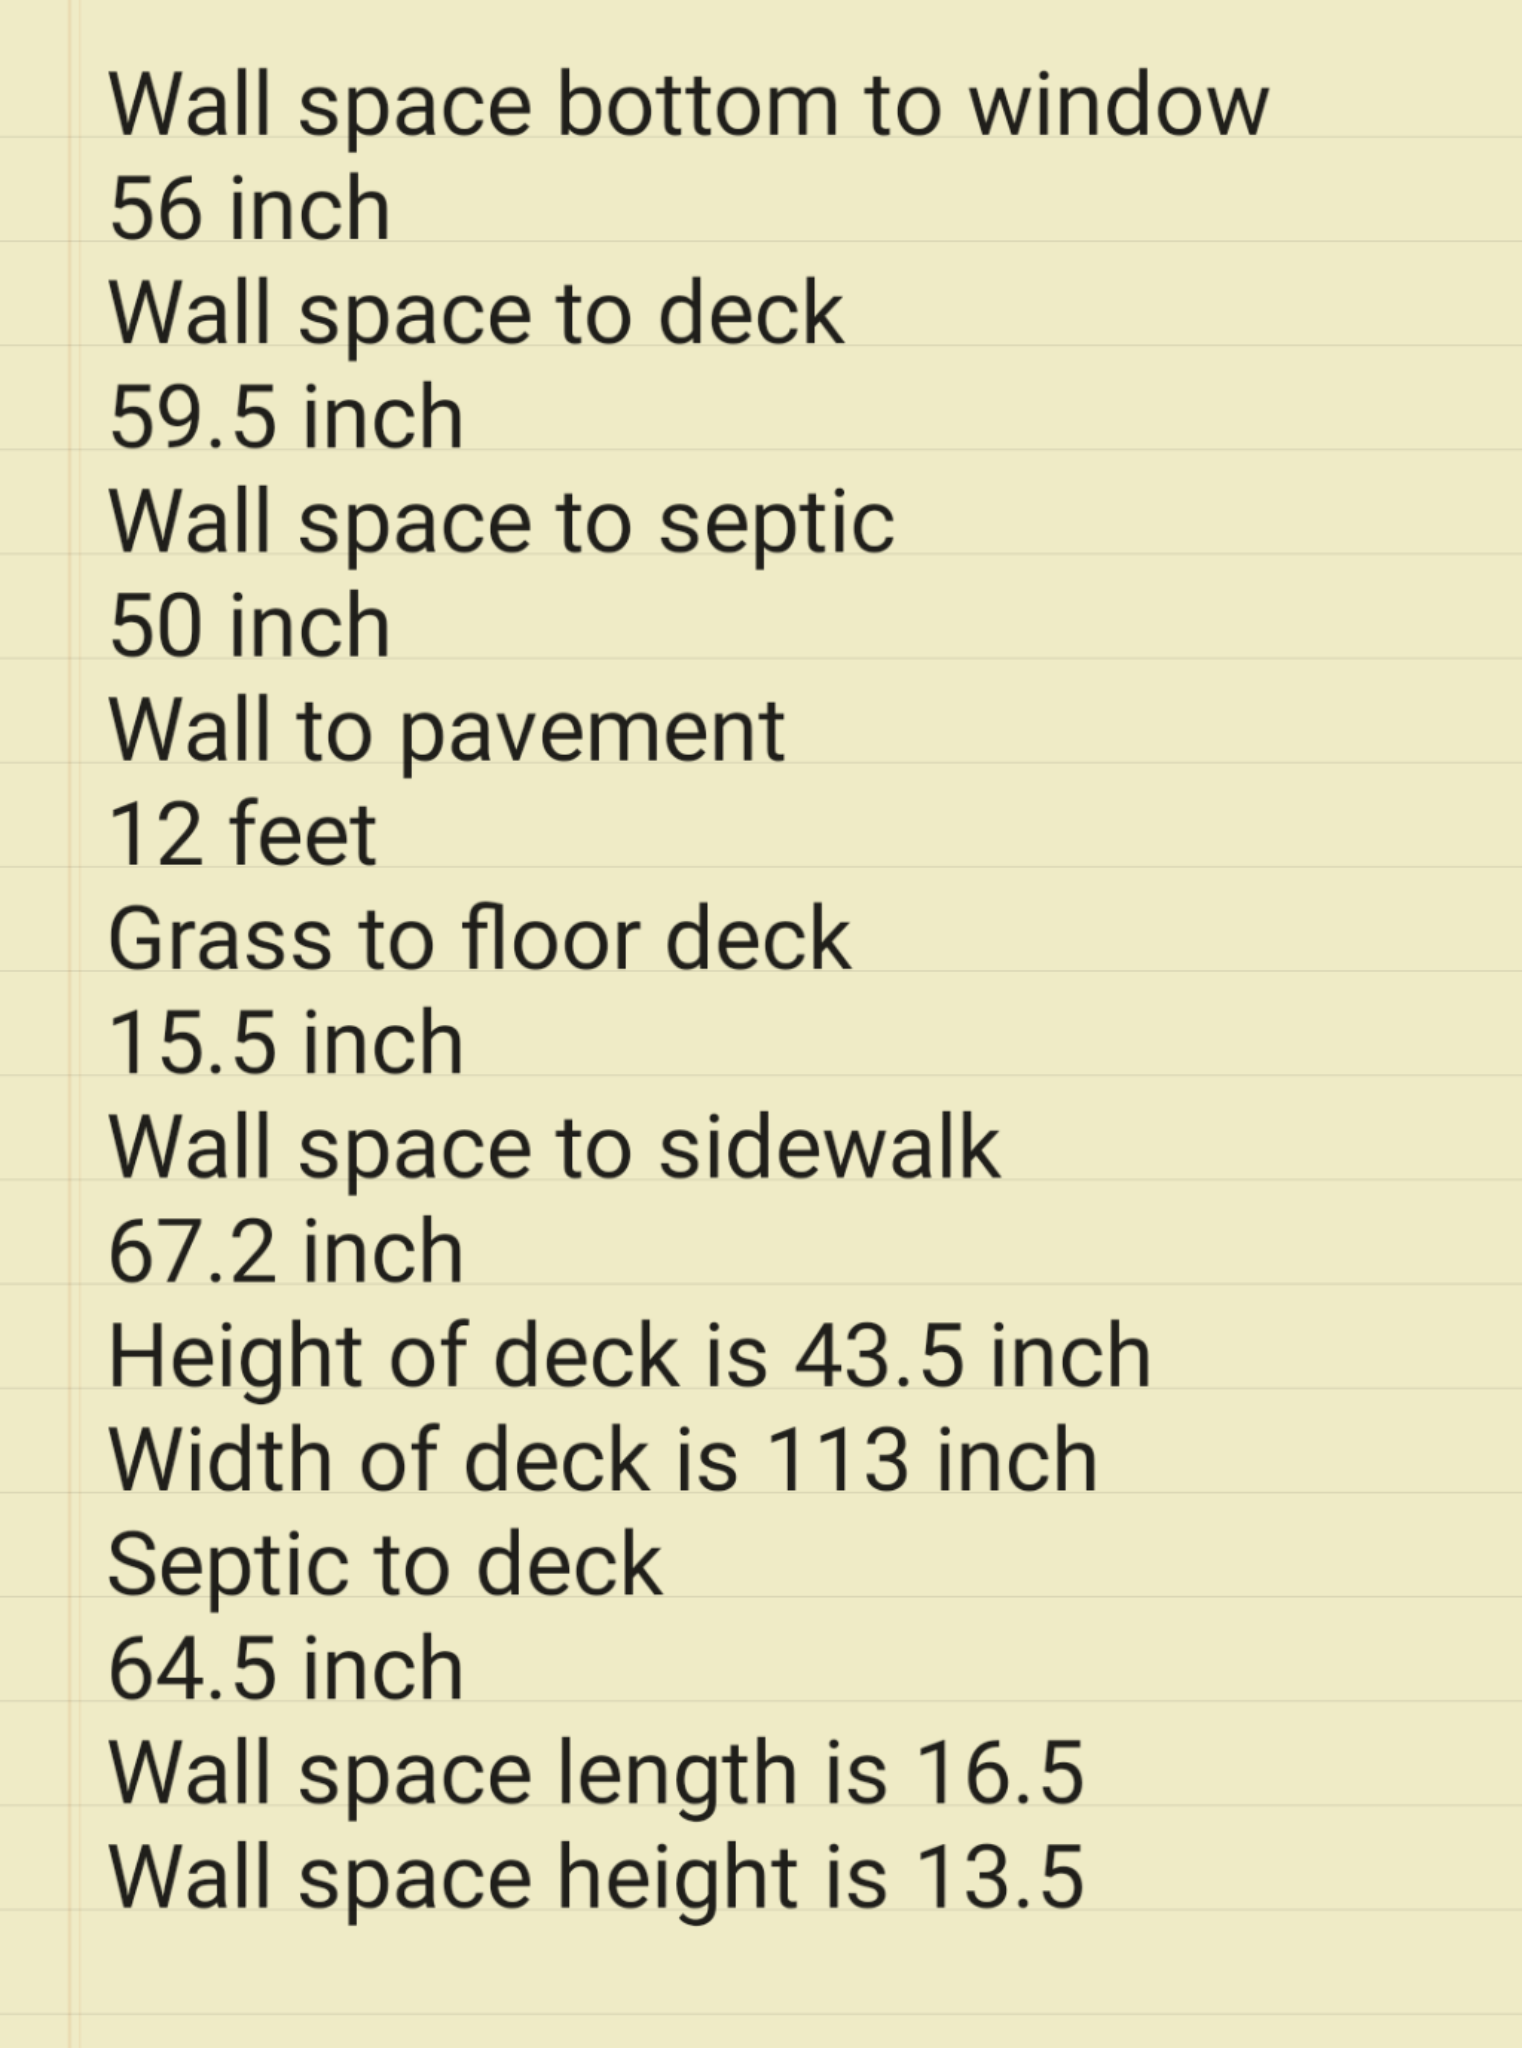 Wall space bottom to window
56 inch
Wall space to deck
59.5 inch
Wall space to septic
50 inch
Wall to pavement
12 feet
Grass to floor deck
15.5 inch
Wall space to sidewalk
67.2 inch
Height of deck is 43.5 inch
Width of deck is 113 inch
Septic to deck
64.5 inch
Wall space length is 16.5
Wall space height is 13.5